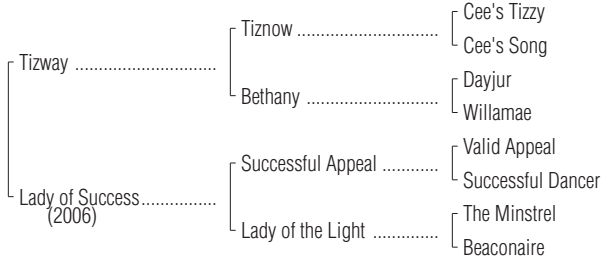 Cee's Tizzy
Tiznow ..................................
Cee's Song
Tizway .................................
Dayjur
Bethany ................................
Willamae
Valid Appeal
Successful Appeal .............
Successful Dancer
Lady of Success..................
(2006)
The Minstrel
Lady of the Light ...............
Beaconaire